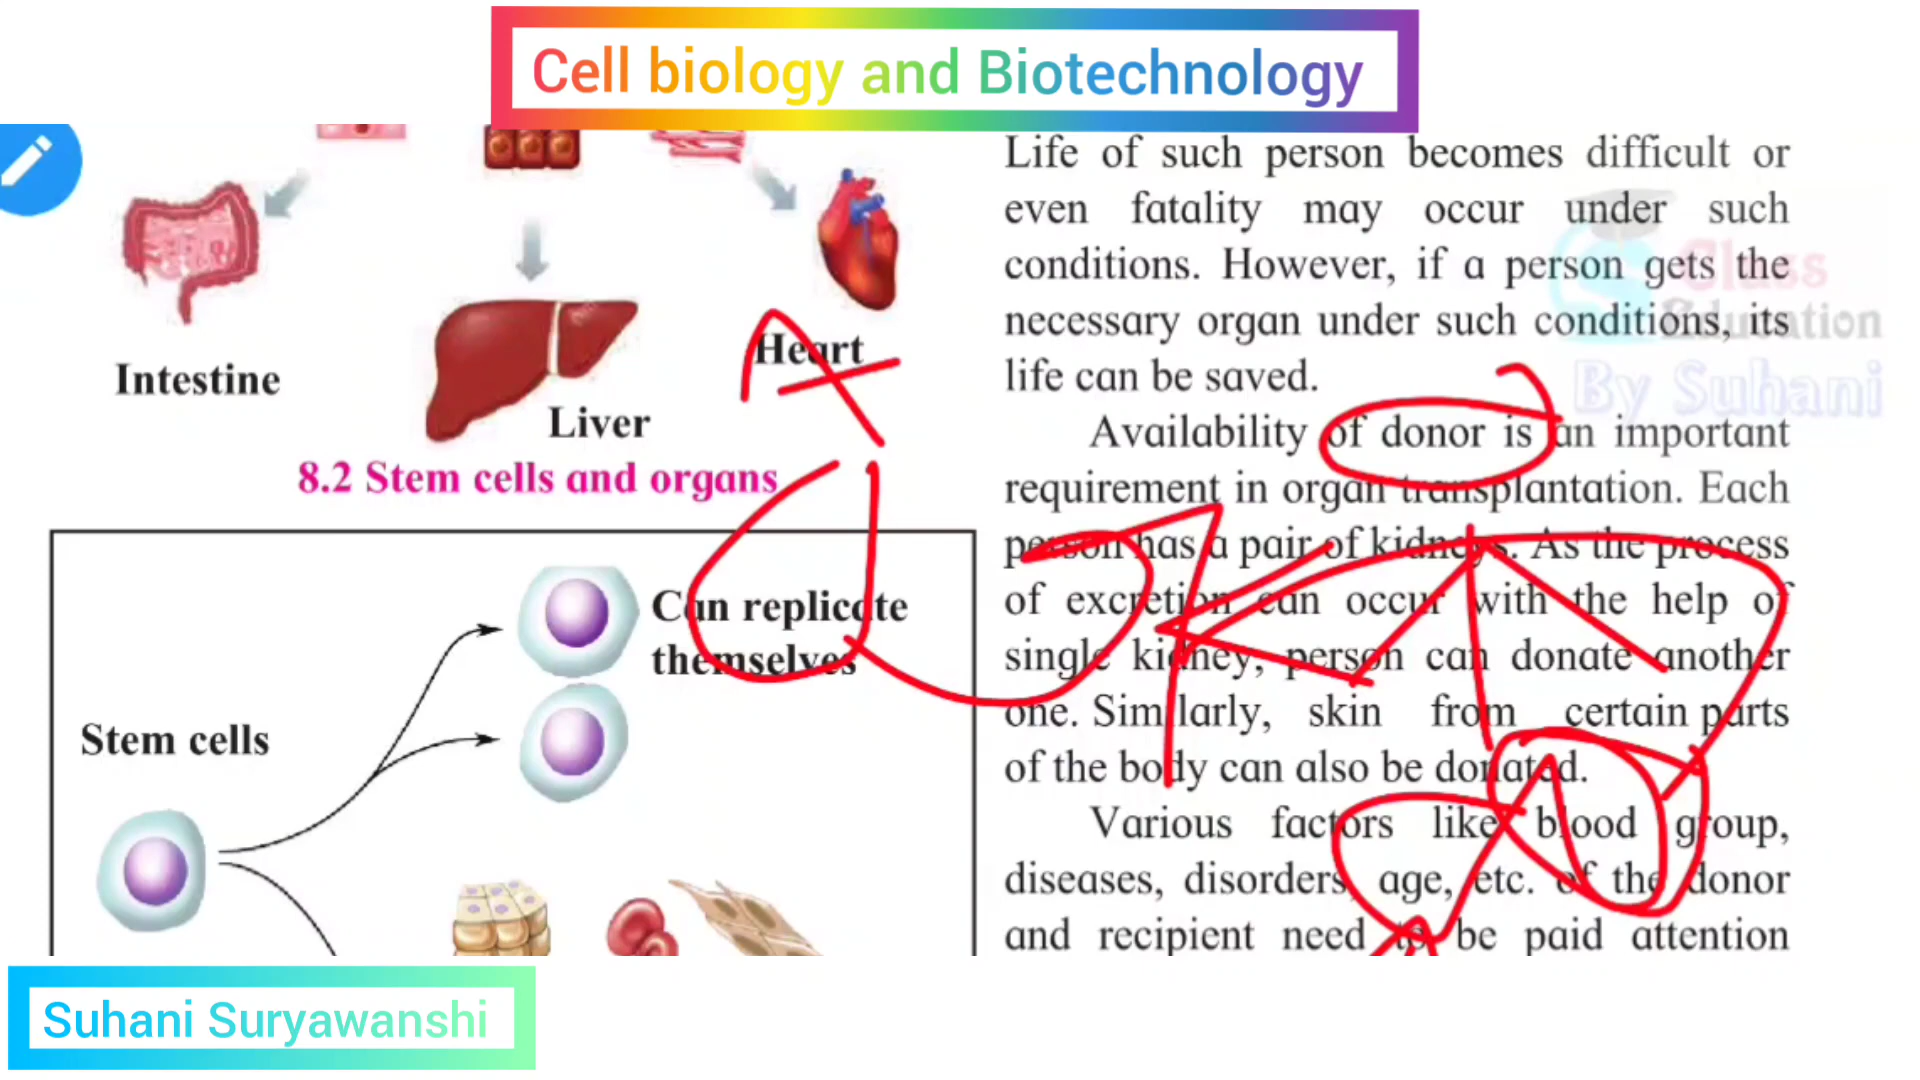 Cell biology and Biotechnology
Intestine
Liver
Heart
8.2 Stem cells and organs
Can replicate
themselves
Stem cells
Life of such person becomes difficult or
even fatality may occur under such
conditions. However, if a person gets the
necessary organ under such conditions, its
life can be saved.
Availability of donor is an important
requirement in organ transplantation. Each
person has a pair of kidneys. As the process
of excretion can occur with the help of
single kidney, person can donate another
one. Similarly, skin from certain parts
of the body can also be donated.
Various factors like blood group,
diseases, disorders, age, etc. of the donor
and recipient need to be paid attention
Class
Education
By Suhani
Suhani Suryawanshi